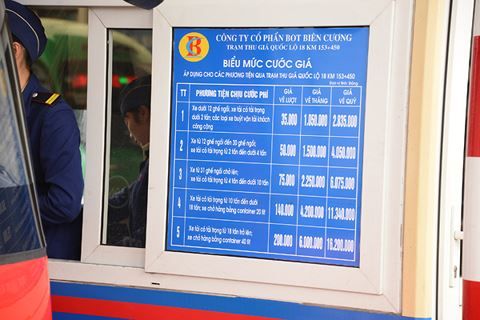 CÔNG TY CỔ PHẦN BOT BIÊN CƯƠNG
TRẠM THU GIÁ QUỐC LỘ 18 KM 153+450
BIỂU MỨC CƯỚC GIÁ
ÁP DỤNG CHO CÁC PHƯƠNG TIỆN QUA TRẠM THU GIÁ QUỐC LỘ 18 KM 153+450
TT PHƯƠNG TIỆN CHỊU CƯỚC PHÍ GIÁ VÉ LƯỢT GIÁ VÉ THÁNG GIÁ VÉ QUÝ
1 Xe dưới 12 ghế ngồi, xe tải có tải trọng
dưới 2 tấn; các loại xe buýt vận tải khách
công cộng
35.000 1.050.000 2.835.000
2 Xe từ 12 ghế ngồi đến 30 ghế ngồi;
xe tải có tải trọng từ 2 tấn đến dưới 4 tấn
50.000 1.500.000 4.050.000
3 Xe từ 31 ghế ngồi chở lên;
xe tải có tải trọng từ 4 tấn đến dưới 10 tấn
75.000 2.250.000 6.075.000
4 Xe tải có tải trọng từ 10 tấn đến dưới
18 tấn; xe chở hàng bằng container 20 fit
140.000 4.200.000 11.340.000
5 Xe tải có tải trọng từ 18 tấn trở lên;
xe chở hàng bằng container 40 fit
200.000 6.000.000 16.200.000